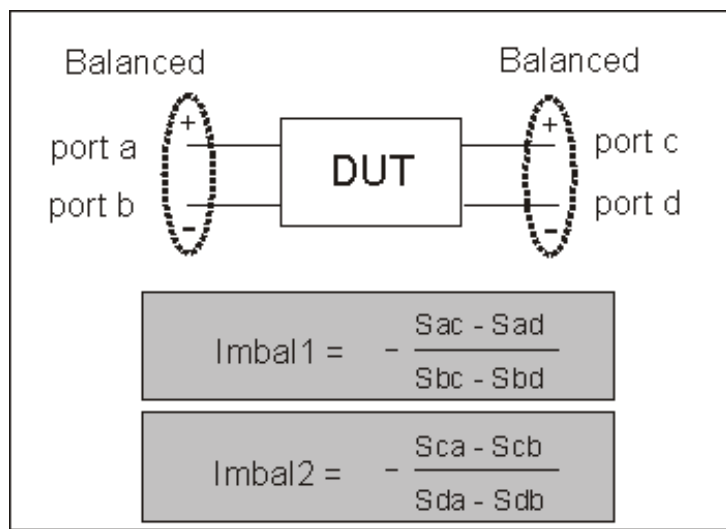 Balanced Balanced
+ +
port a port c
DUT
port b port d
- -
Imbal1 = - Sac - Sad
Sbc - Sbd
Imbal2 = - Sca - Scb
Sda - Sdb